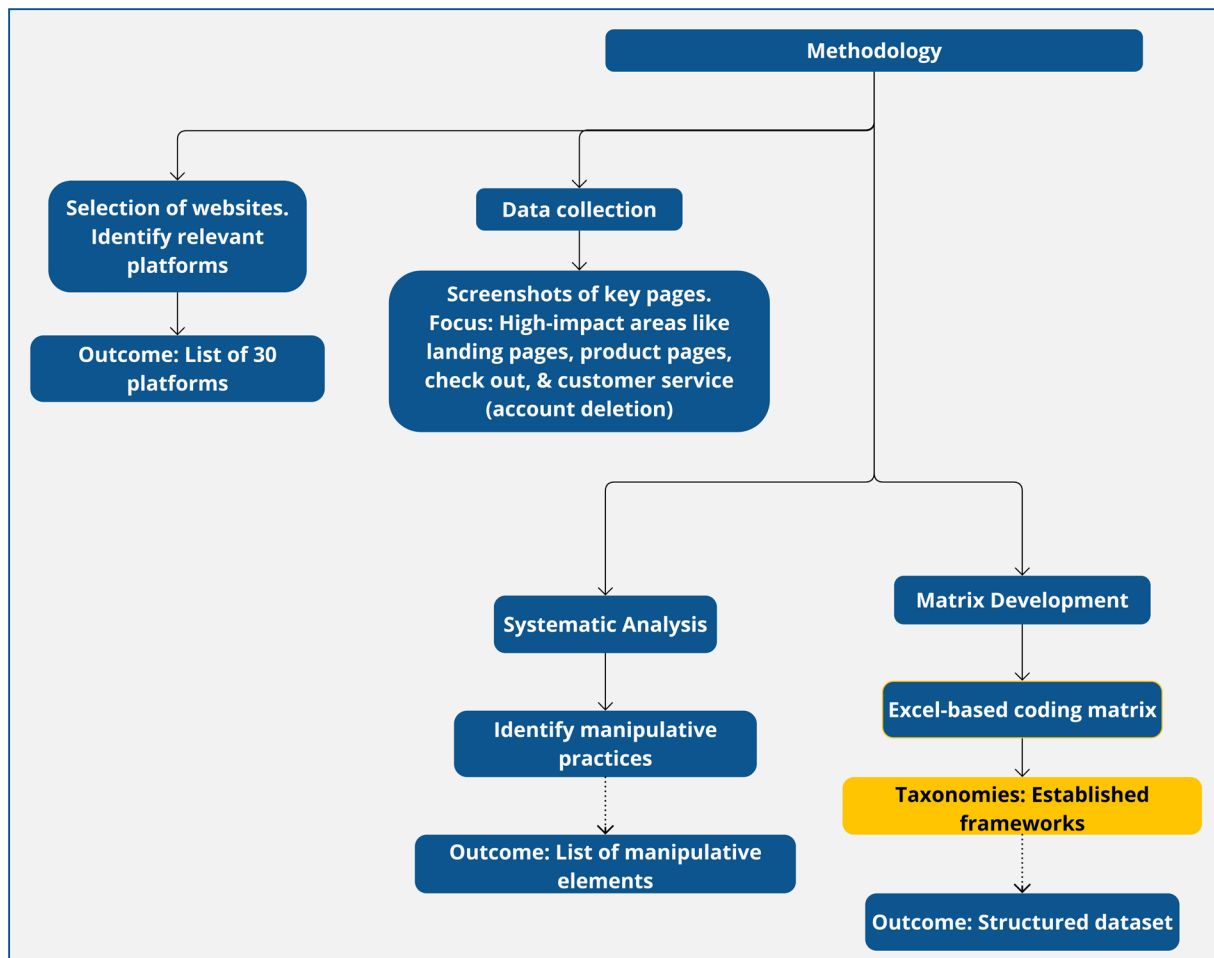 Methodology
Selection of websites.
Identify relevant
platforms
Outcome: List of 30
platforms
Data collection
Screenshots of key pages.
Focus: High-impact areas like
landing pages, product pages,
check out, & customer service
(account deletion)
Systematic Analysis
Identify manipulative
practices
Outcome: List of manipulative
elements
Matrix Development
Excel-based coding matrix
Taxonomies: Established
frameworks
Outcome: Structured dataset